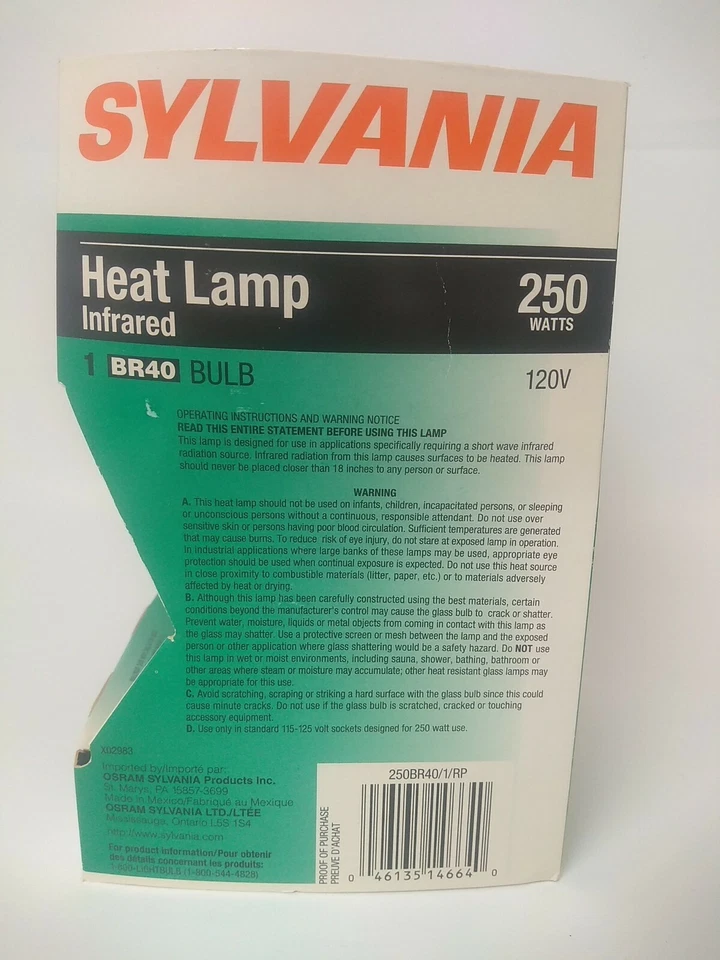 SYLVANIA
Heat Lamp
Infrared
250
WATTS
1 BR40 BULB
120V
OPERATING INSTRUCTIONS AND WARNING NOTICE
READ THIS ENTIRE STATEMENT BEFORE USING THIS LAMP
This lamp is designed for use in applications specifically requiring a short wave infrared
radiation source. Infrared radiation from this lamp causes surfaces to be heated. This lamp
should never be placed closer than 18 inches to any person or surface.
WARNING
A. This heat lamp should not be used on infants, children, incapacitated persons, or sleeping
or unconscious persons without a continuous, responsible attendant. Do not use over
sensitive skin or persons having poor blood circulation. Sufficient temperatures are generated
that may cause burns. To reduce risk of eye injury, do not stare at exposed lamp in operation.
In industrial applications where large banks of these lamps may be used, appropriate eye
protection should be used when continual exposure is expected. Do not use this heat source
in close proximity to combustible materials (litter, paper, etc.) or to materials adversely
affected by heat or drying.
B. Although this lamp has been carefully constructed using the best materials, certain
conditions beyond the manufacturer's control may cause the glass bulb to crack or shatter.
Prevent water, moisture, liquids or metal objects from coming in contact with this lamp as
the glass may shatter. Use a protective screen or mesh between the lamp and the exposed
person or other application where glass shattering would be a safety hazard. Do NOT use
this lamp in wet or moist environments, including sauna, shower, bathing, bathroom or
other areas where steam or moisture may accumulate; other heat resistant glass lamps may
be appropriate for this use.
C. Avoid scratching, scraping or striking a hard surface with the glass bulb since this could
cause minute cracks. Do not use if the glass bulb is scratched, cracked or touching
accessory equipment.
D. Use only in standard 115-125 volt sockets designed for 250 watt use.
X02983
Imported by/Importé par:
OSRAM SYLVANIA Products Inc.
St. Marys, PA 15857-3699
Made in Mexico/Fabriqué au Mexique
OSRAM SYLVANIA LTD./LTÉE
Mississauga, Ontario L5S 1S4
http://www.sylvania.com
For product information/Pour obtenir
des détails concernant les produits:
1-800-LIGHTBULB (1-800-544-4828)
PROOF OF PURCHASE
PREUVE D'ACHAT
250BR40/1/RP
0 46135 14664 0